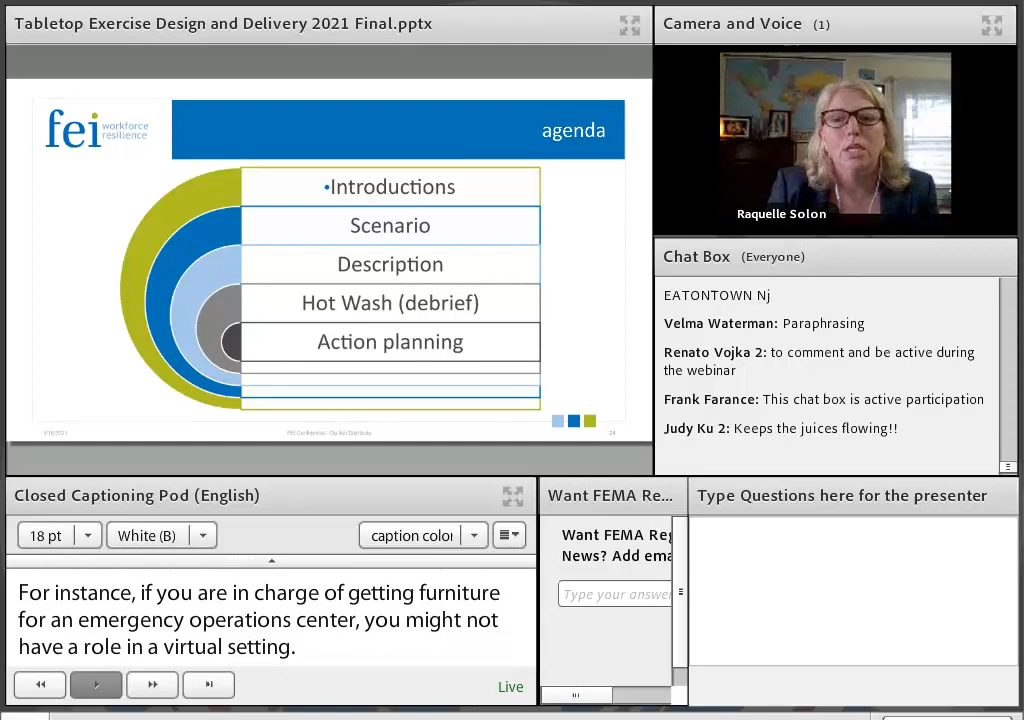 Tabletop Exercise Design and Delivery 2021 Final.pptx
fei workforce
resilience
agenda
•Introductions
Scenario
Description
Hot Wash (debrief)
Action planning
24
Camera and Voice (1)
Raquelle Solon
Chat Box (Everyone)
EATONTOWN Nj
Velma Waterman: Paraphrasing
Renato Vojka 2: to comment and be active during
the webinar
Frank Farance: This chat box is active participation
Judy Ku 2: Keeps the juices flowing!!
Closed Captioning Pod (English)
18 pt
White (B)
caption color
For instance, if you are in charge of getting furniture
for an emergency operations center, you might not
have a role in a virtual setting.
Live
Want FEMA Re...
Want FEMA Reg
News? Add ema
Type your answer
Type Questions here for the presenter